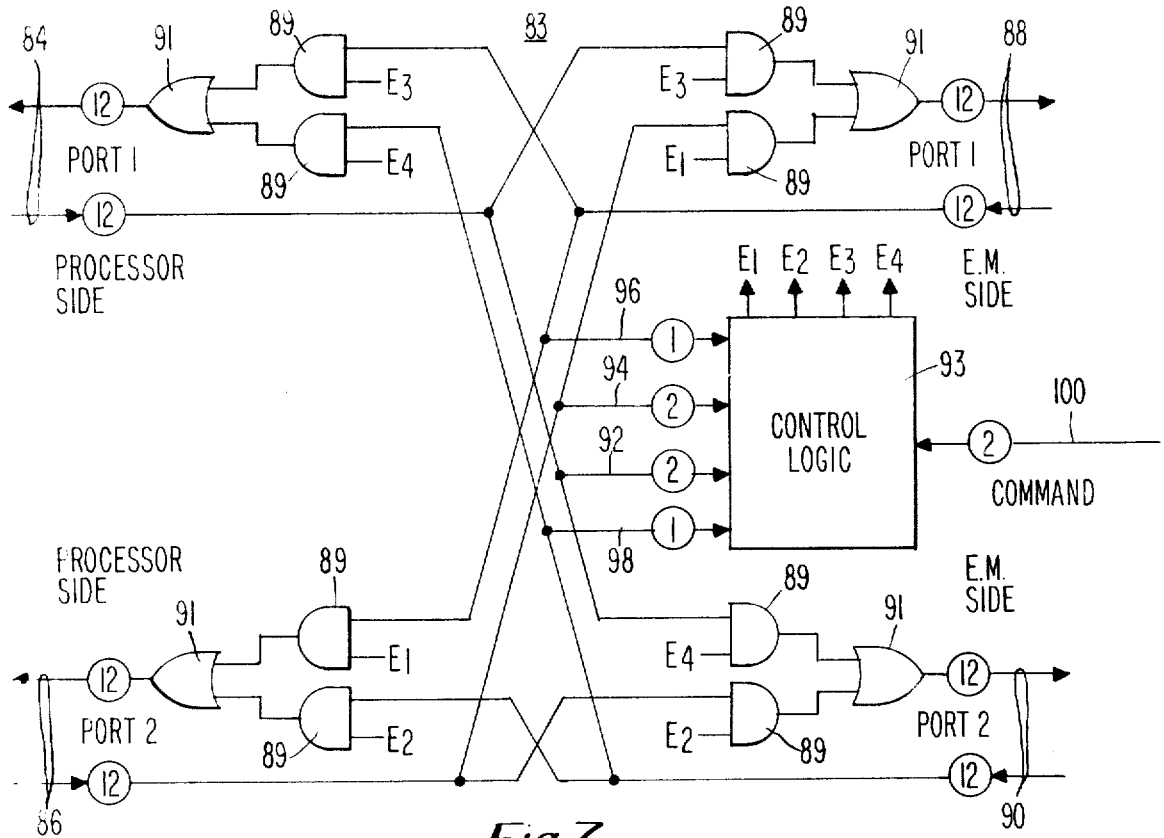 84
91
89
83
89
91
88
12
E3
E3
12
PORT 1
E4
E1
PORT 1
89
89
12
12
PROCESSOR
SIDE
E1 E2 E3 E4
E.M.
SIDE
96
1
94
2
93
100
92
2
CONTROL
LOGIC
2
COMMAND
98
1
PROCESSOR
SIDE
89
89
E.M.
SIDE
91
91
12
E1
E4
12
PORT 2
E2
E2
PORT 2
89
89
12
12
86
90
Fig. 7